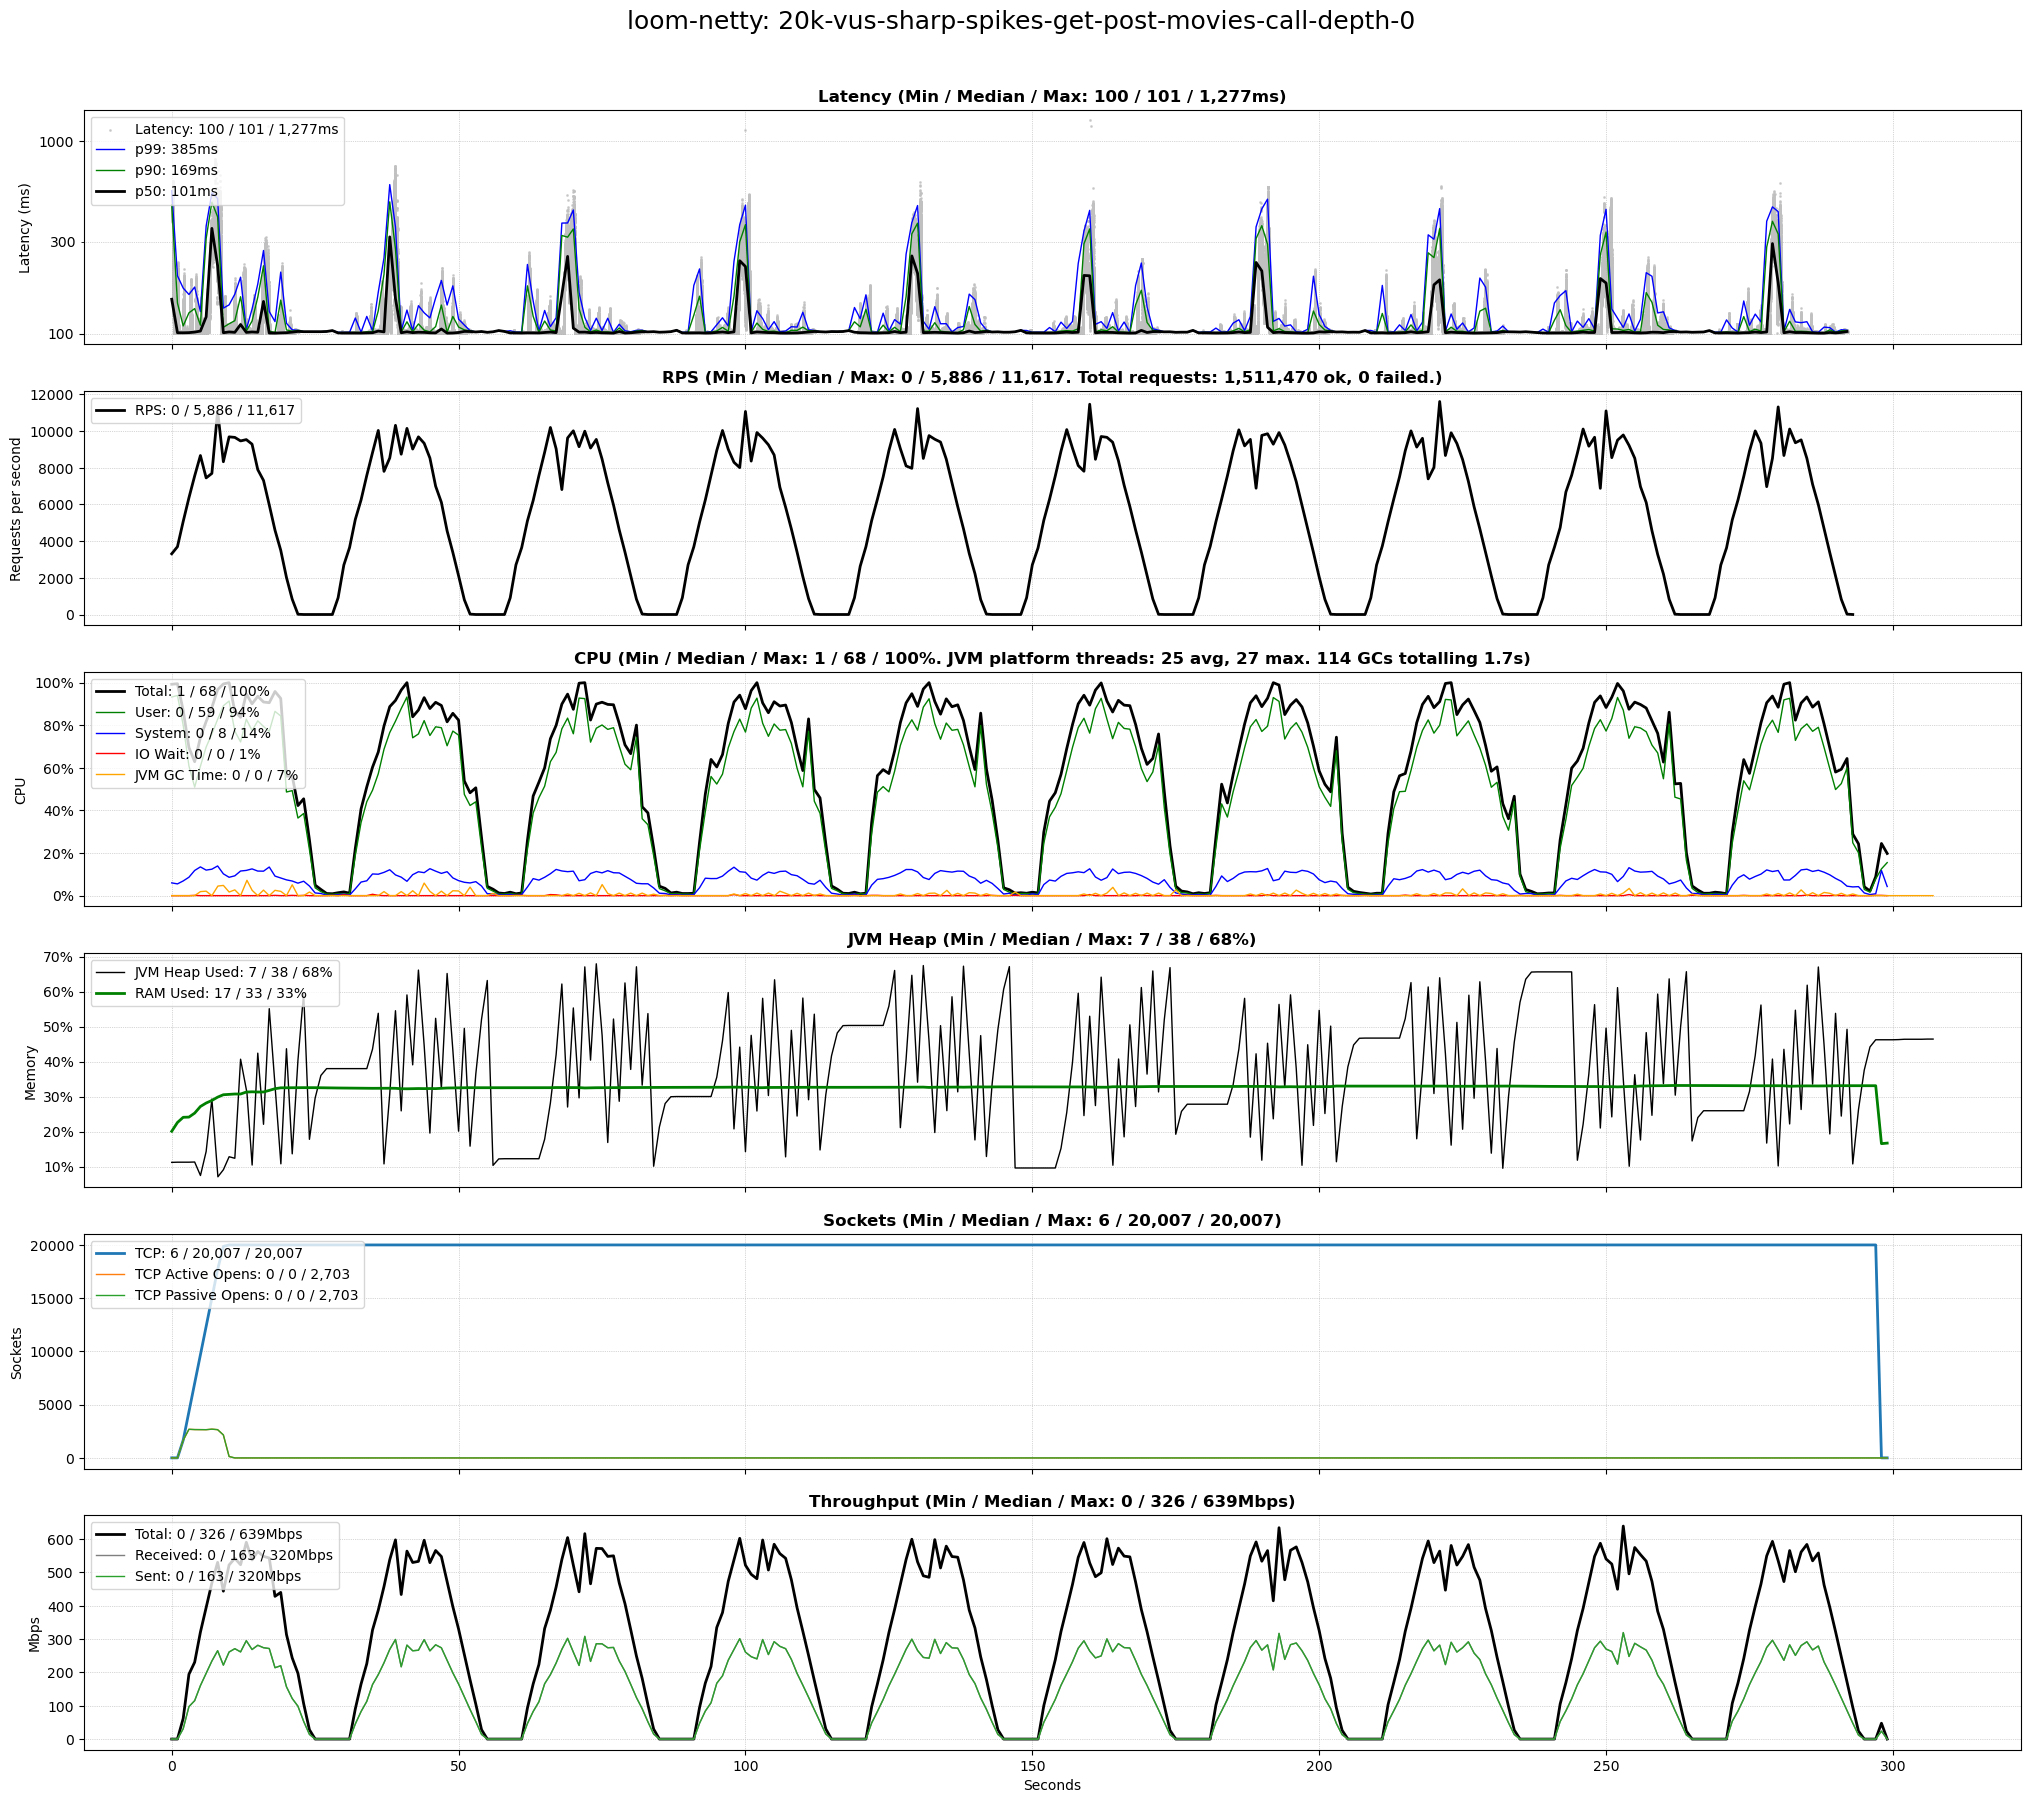 loom-netty: 20k-vus-sharp-spikes-get-post-movies-call-depth-0
Latency (Min / Median / Max: 100 / 101 / 1,277ms)
Latency: 100 / 101 / 1,277ms
p99: 385ms
p90: 169ms
p50: 101ms
1000
300
100
Latency (ms)
RPS (Min / Median / Max: 0 / 5,886 / 11,617. Total requests: 1,511,470 ok, 0 failed.)
RPS: 0 / 5,886 / 11,617
12000
10000
8000
6000
4000
2000
0
Requests per second
CPU (Min / Median / Max: 1 / 68 / 100%. JVM platform threads: 25 avg, 27 max. 114 GCs totalling 1.7s)
Total: 1 / 68 / 100%
User: 0 / 59 / 94%
System: 0 / 8 / 14%
IO Wait: 0 / 0 / 1%
JVM GC Time: 0 / 0 / 7%
100%
80%
60%
40%
20%
0%
CPU
JVM Heap (Min / Median / Max: 7 / 38 / 68%)
JVM Heap Used: 7 / 38 / 68%
RAM Used: 17 / 33 / 33%
70%
60%
50%
40%
30%
20%
10%
Memory
Sockets (Min / Median / Max: 6 / 20,007 / 20,007)
TCP: 6 / 20,007 / 20,007
TCP Active Opens: 0 / 0 / 2,703
TCP Passive Opens: 0 / 0 / 2,703
20000
15000
10000
5000
0
Sockets
Throughput (Min / Median / Max: 0 / 326 / 639Mbps)
Total: 0 / 326 / 639Mbps
Received: 0 / 163 / 320Mbps
Sent: 0 / 163 / 320Mbps
600
500
400
300
200
100
0
Mbps
0 50 100 150 200 250 300
Seconds